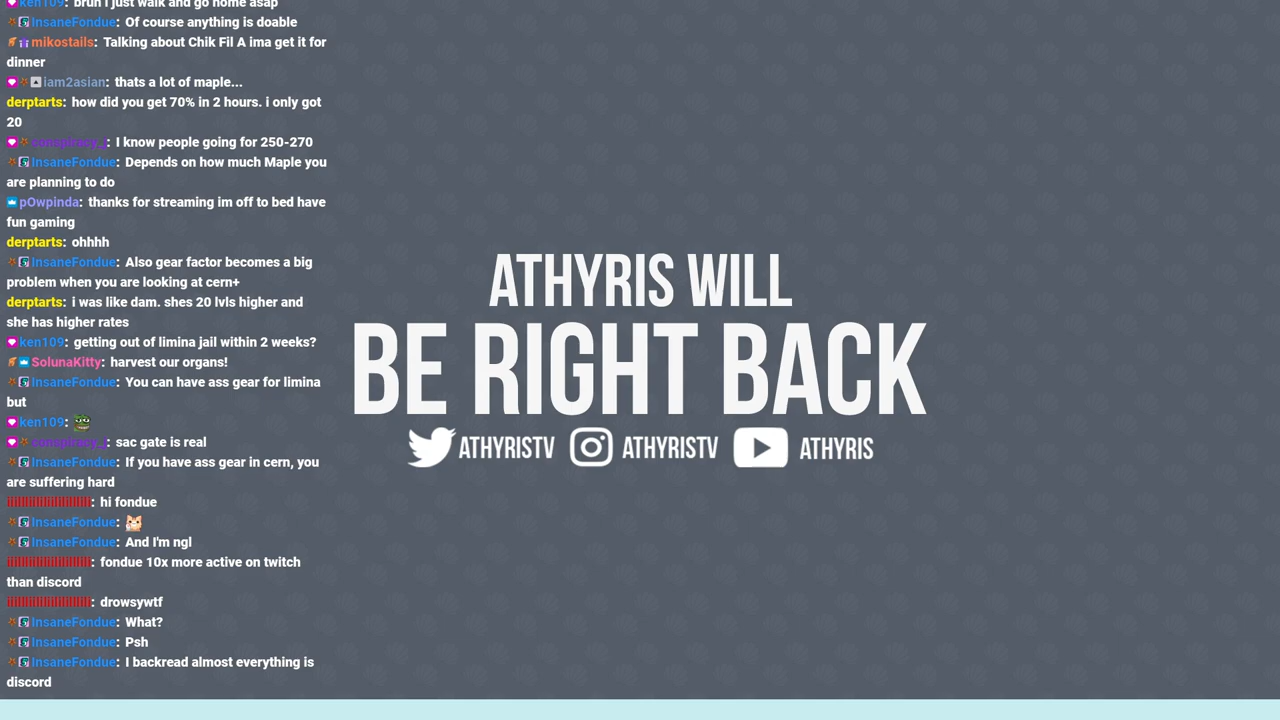 ken109: bruh i just walk and go home asap
InsaneFondue: Of course anything is doable
mikostails: Talking about Chik Fil A ima get it for
dinner
iam2asian: thats a lot of maple...
derptarts: how did you get 70% in 2 hours. i only got
20
conspiracy_j: I know people going for 250-270
InsaneFondue: Depends on how much Maple you
are planning to do
pOwpinda: thanks for streaming im off to bed have
fun gaming
derptarts: ohhhh
InsaneFondue: Also gear factor becomes a big
problem when you are looking at cern+
derptarts: i was like dam. shes 20 lvls higher and
she has higher rates
ken109: getting out of limina jail within 2 weeks?
SolunaKitty: harvest our organs!
InsaneFondue: You can have ass gear for limina
but
ken109:
conspiracy_j: sac gate is real
InsaneFondue: If you have ass gear in cern, you
are suffering hard
: hi fondue
InsaneFondue:
InsaneFondue: And I'm ngl
: fondue 10x more active on twitch
than discord
: drowsywtf
InsaneFondue: What?
InsaneFondue: Psh
InsaneFondue: I backread almost everything is
discord
ATHYRIS WILL
BE RIGHT BACK
ATHYRISTV ATHYRISTV ATHYRIS